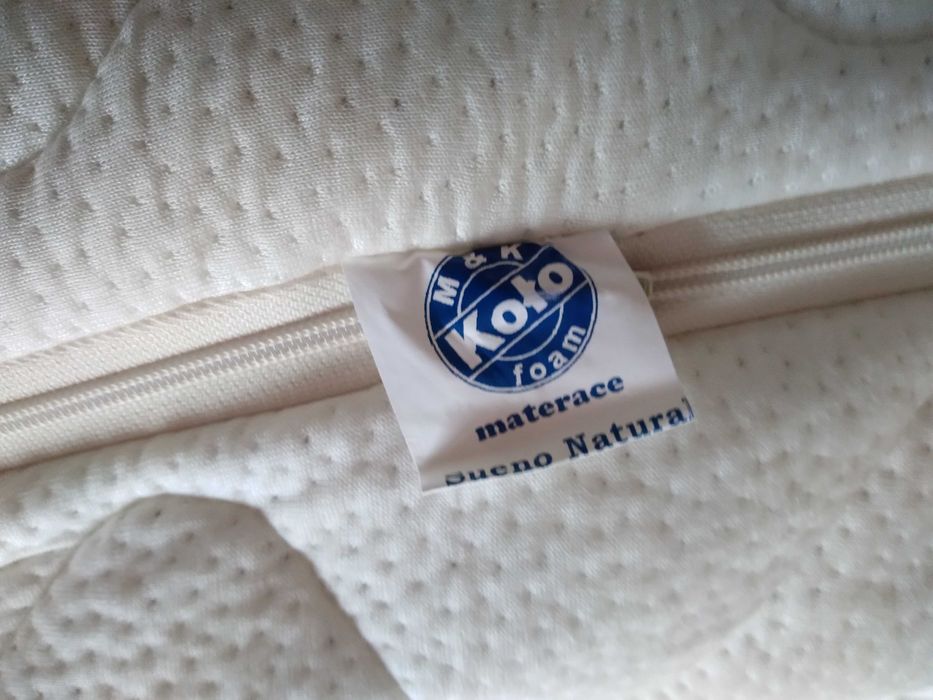 M & K
Koło
foam
materace
Sueno Natural